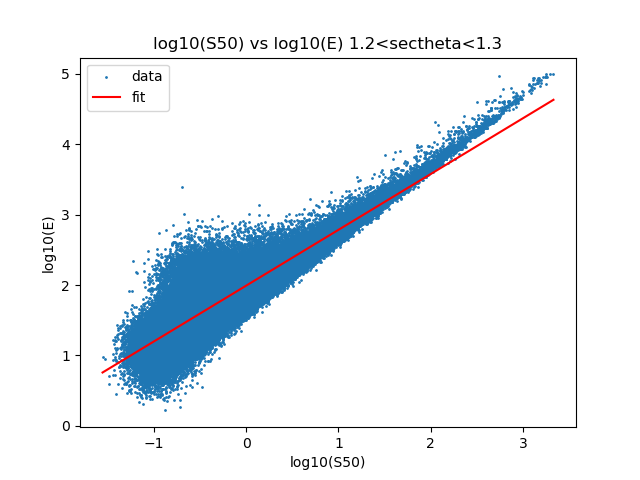 log10(S50) vs log10(E) 1.2<sectheta<1.3
data
fit
5
4
3
2
1
0
log10(E)
−1
0
1
2
3
log10(S50)